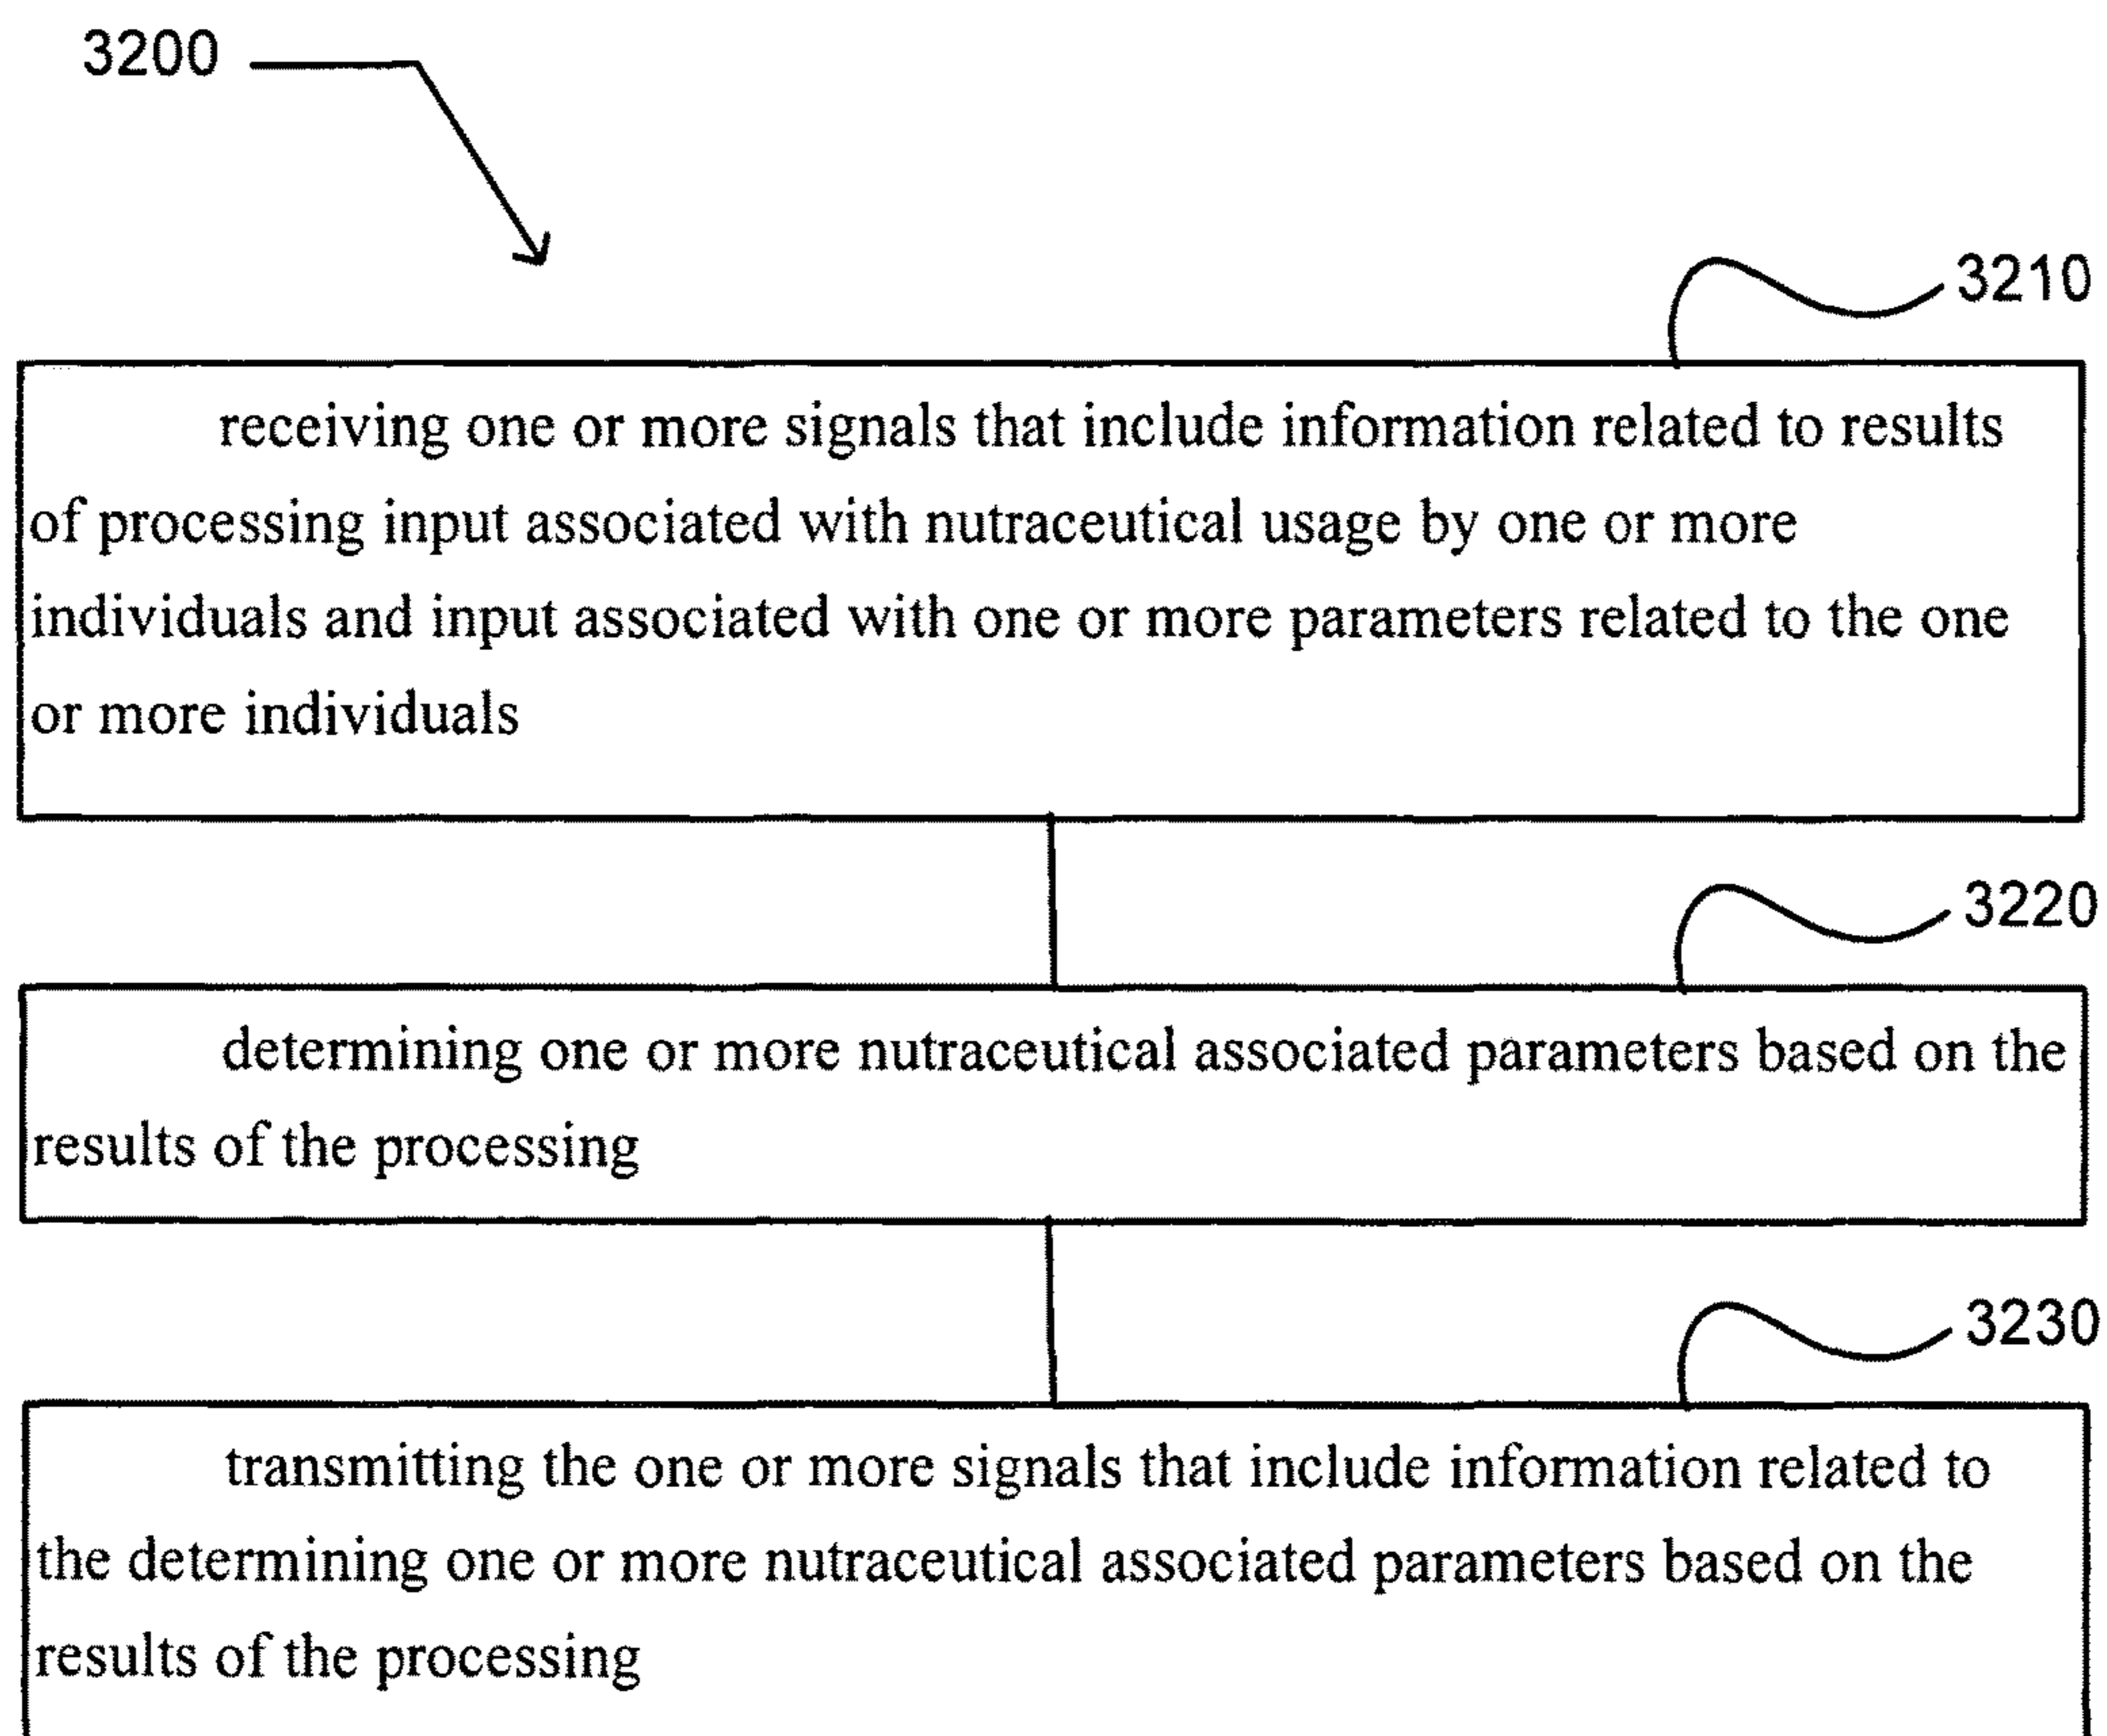 3200
3210
receiving one or more signals that include information related to results
of processing input associated with nutraceutical usage by one or more
individuals and input associated with one or more parameters related to the one
or more individuals
3220
determining one or more nutraceutical associated parameters based on the
results of the processing
3230
transmitting the one or more signals that include information related to
the determining one or more nutraceutical associated parameters based on the
results of the processing